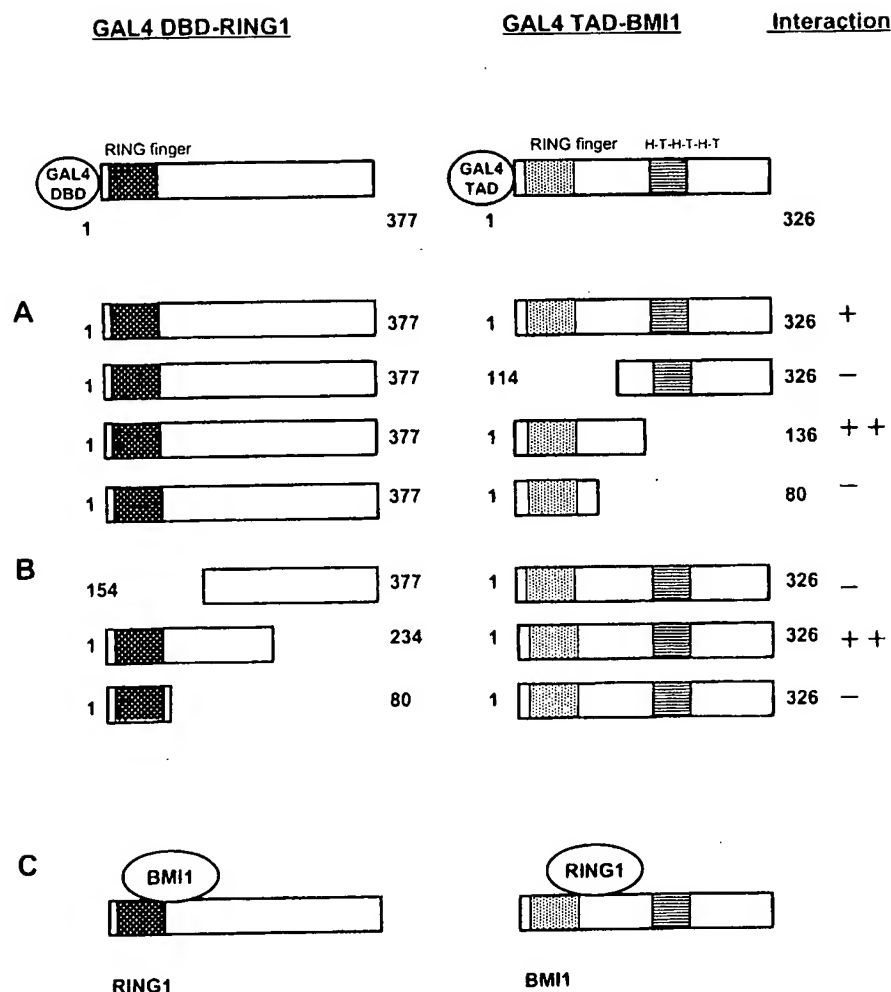 GAL4 DBD-RING1 GAL4 TAD-BMI1 Interaction
RING finger RING finger H-T-H-T-H-T
GAL4 DBD GAL4 TAD
1 377 1 326
A 1 377 1 326 +
1 377 114 326 −
1 377 1 136 + +
1 377 1 80 −
B 154 377 1 326 −
1 234 1 326 + +
1 80 1 326 −
C BMI1 RING1
RING1 BMI1